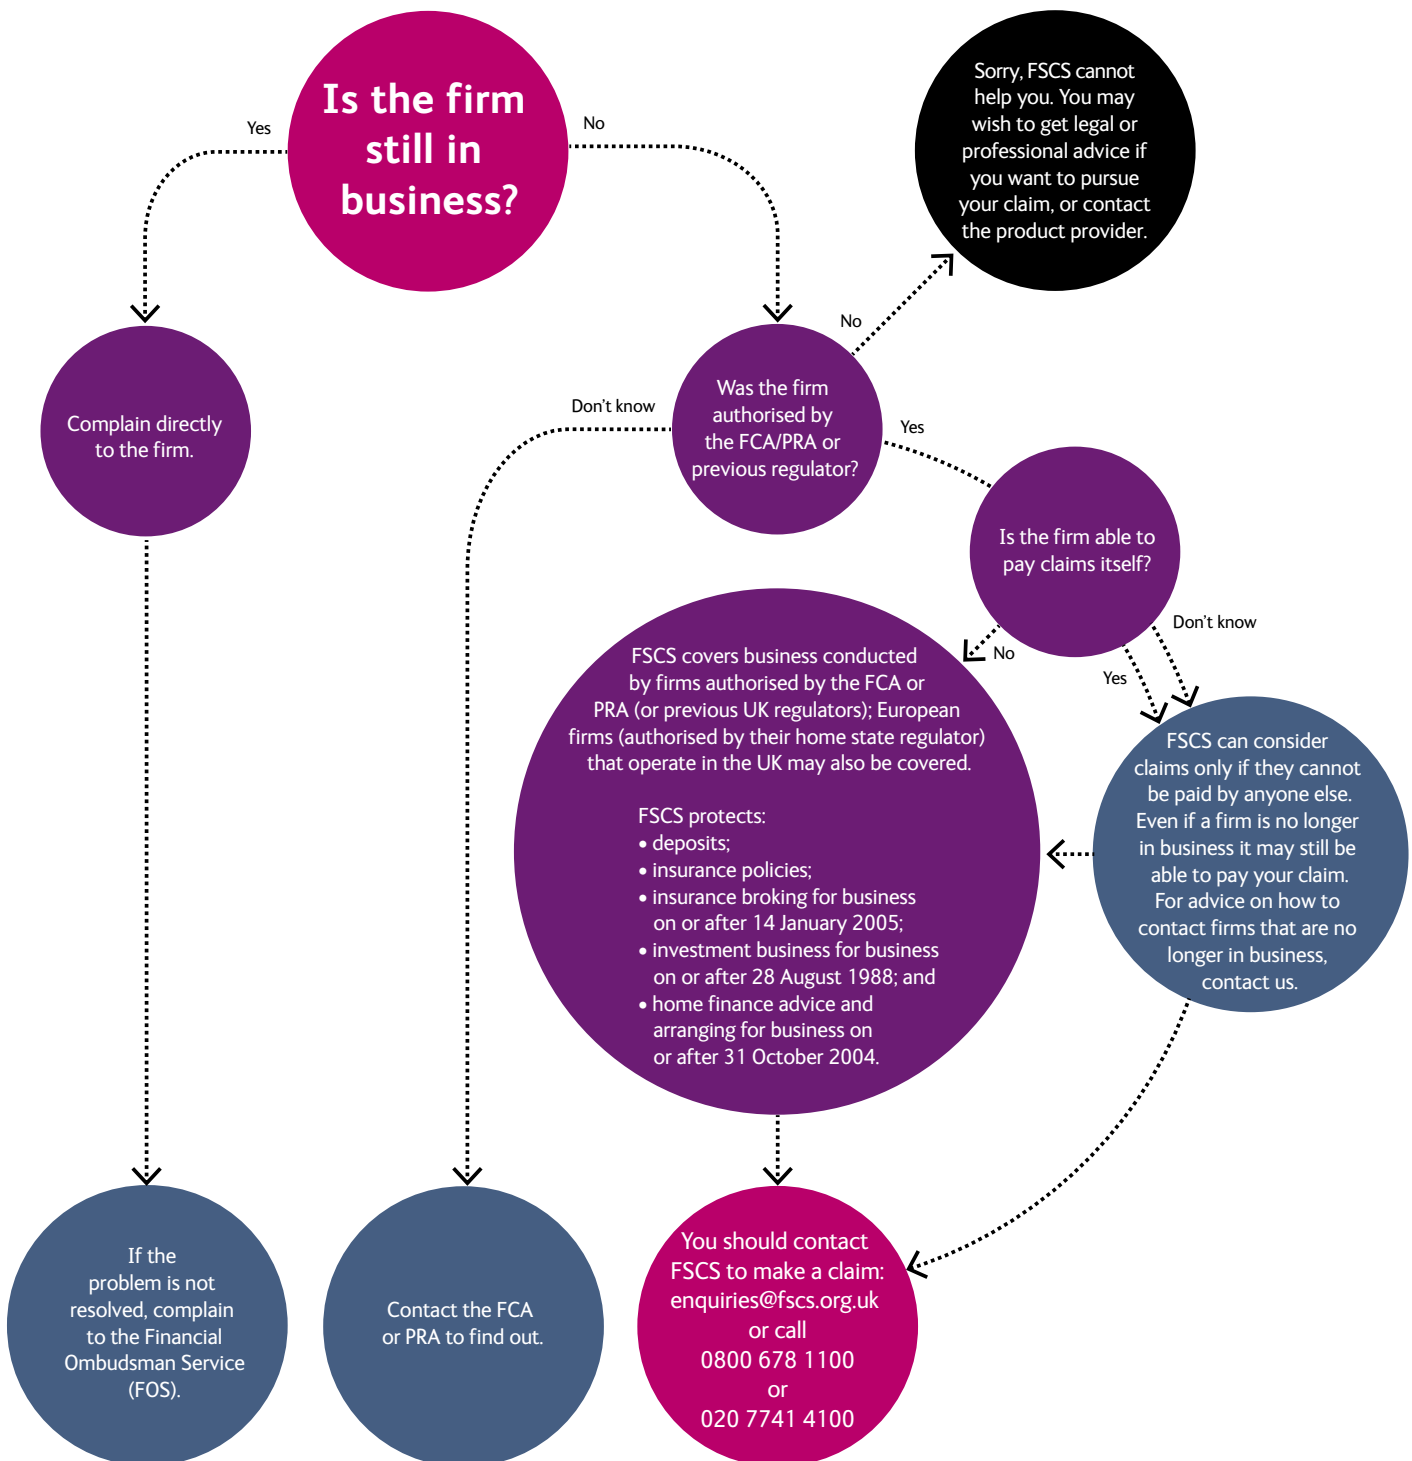 Is the firm
still in
business?
Yes
No
Sorry, FSCS cannot
help you. You may
wish to get legal or
professional advice if
you want to pursue
your claim, or contact
the product provider.
Complain directly
to the firm.
Don't know
Was the firm
authorised by
the FCA/PRA or
previous regulator?
No
Yes
Is the firm able to
pay claims itself?
No
Yes
Don't know
FSCS covers business conducted
by firms authorised by the FCA or
PRA (or previous UK regulators); European
firms (authorised by their home state regulator)
that operate in the UK may also be covered.
FSCS protects:
• deposits;
• insurance policies;
• insurance broking for business
on or after 14 January 2005;
• investment business for business
on or after 28 August 1988; and
• home finance advice and
arranging for business on
or after 31 October 2004.
FSCS can consider
claims only if they cannot
be paid by anyone else.
Even if a firm is no longer
in business it may still be
able to pay your claim.
For advice on how to
contact firms that are no
longer in business,
contact us.
If the
problem is not
resolved, complain
to the Financial
Ombudsman Service
(FOS).
Contact the FCA
or PRA to find out.
You should contact
FSCS to make a claim:
enquiries@fscs.org.uk
or call
0800 678 1100
or
020 7741 4100